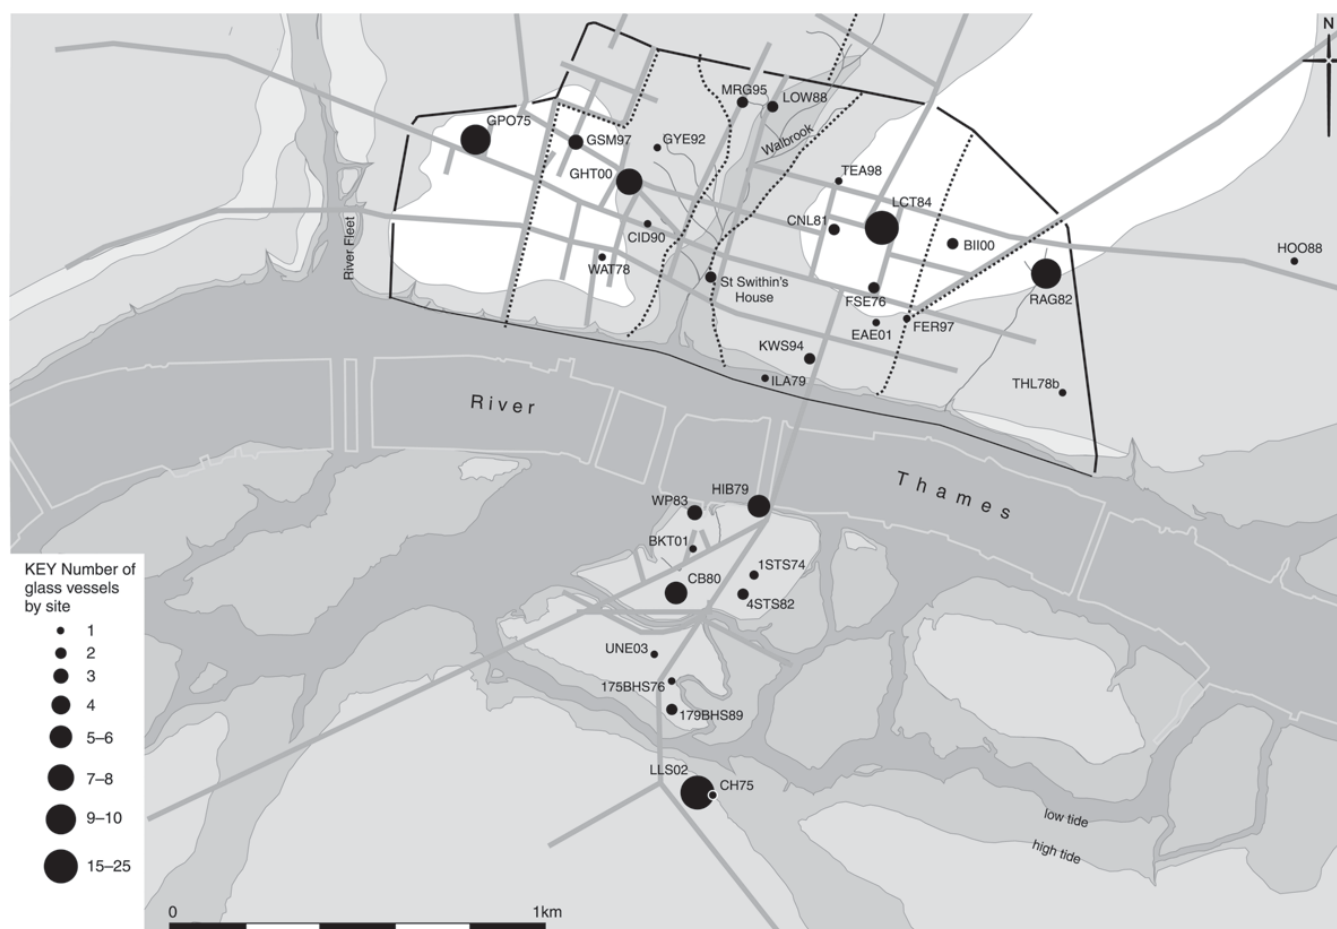 N
MRG95
LOW88
GPO75
GSM97
GYE92
Walbrook
TEA98
GHT00
LCT84
CNL81
CID90
BII00
River Fleet
HOO88
WAT78
St Swithin's
House
FSE76
RAG82
EAE01
FER97
KWS94
ILA79
THL78b
River
Thames
HIB79
WP83
BKT01
1STS74
CB80
4STS82
UNE03
175BHS76
179BHS89
LLS02
CH75
low tide
high tide
KEY Number of
glass vessels
by site
1
2
3
4
5–6
7–8
9–10
15–25
0
1km